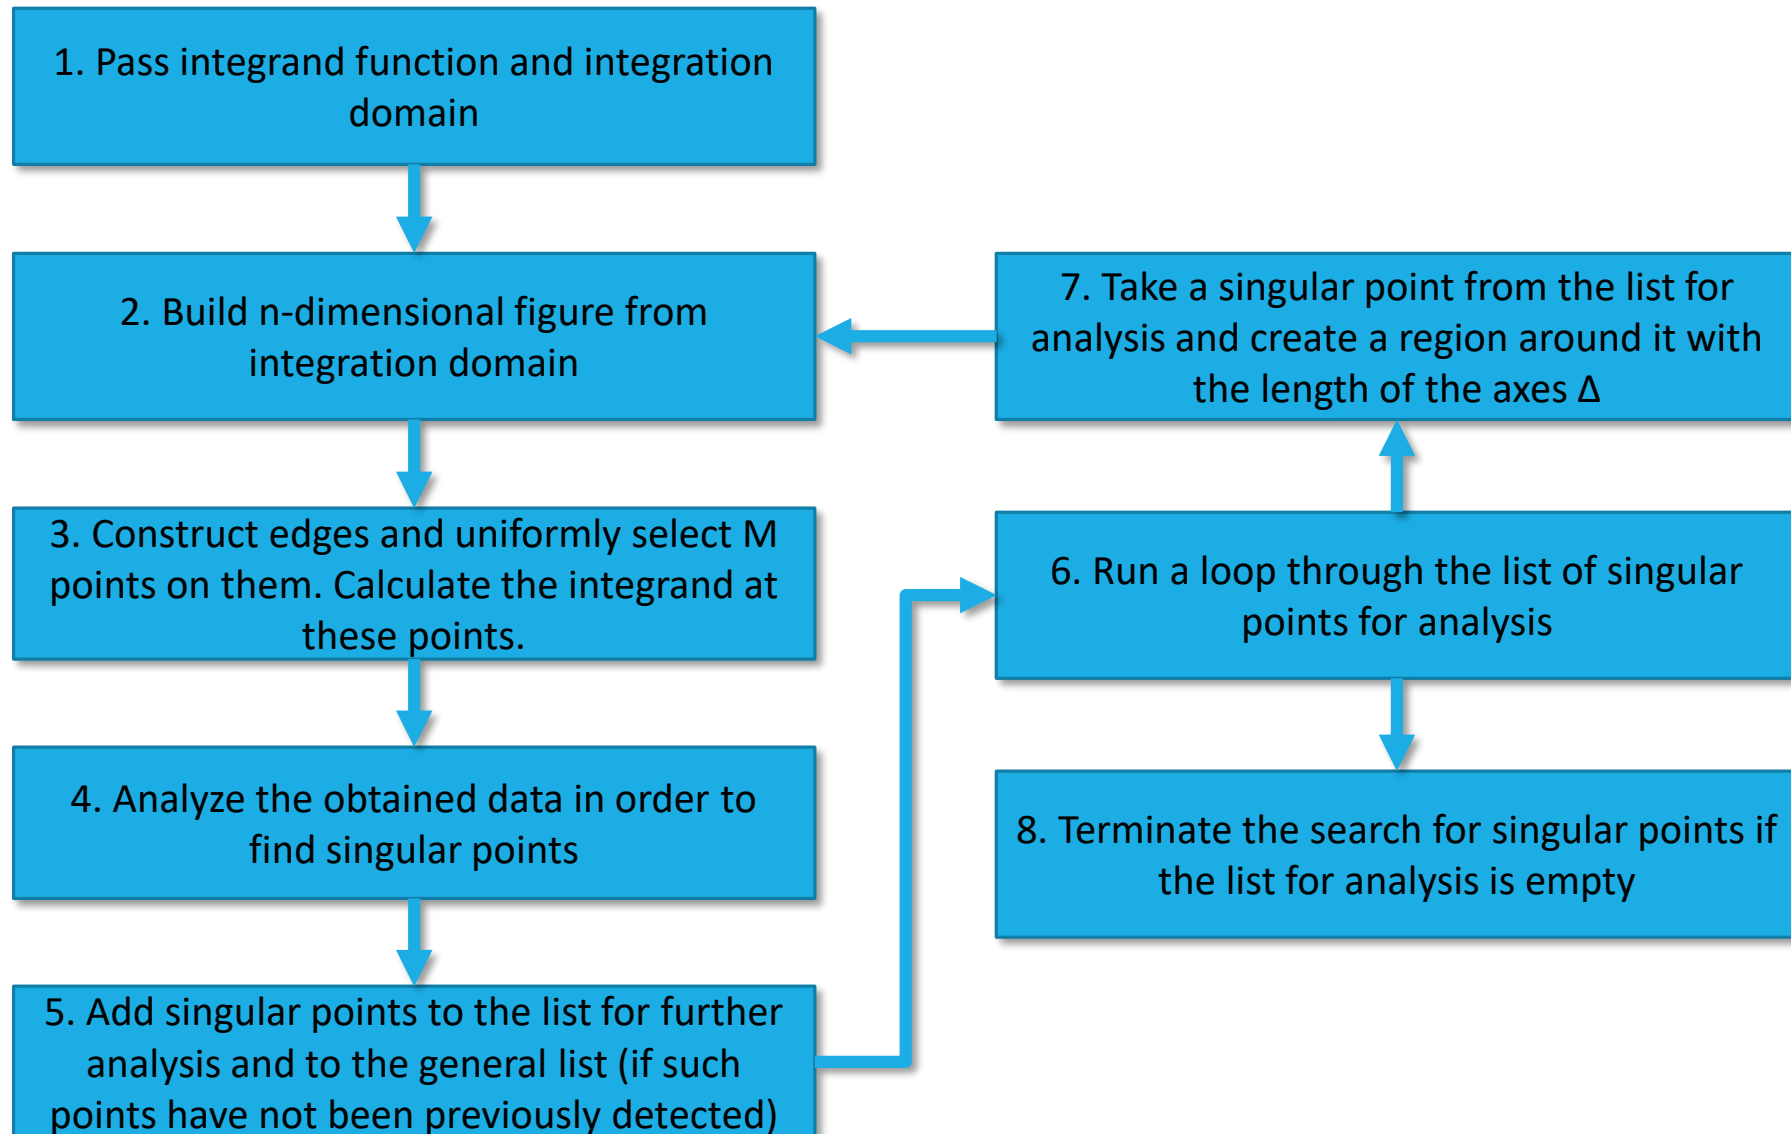 1. Pass integrand function and integration
domain
2. Build n-dimensional figure from
integration domain
3. Construct edges and uniformly select M
points on them. Calculate the integrand at
these points.
4. Analyze the obtained data in order to
find singular points
5. Add singular points to the list for further
analysis and to the general list (if such
points have not been previously detected)
6. Run a loop through the list of singular
points for analysis
7. Take a singular point from the list for
analysis and create a region around it with
the length of the axes Δ
8. Terminate the search for singular points if
the list for analysis is empty